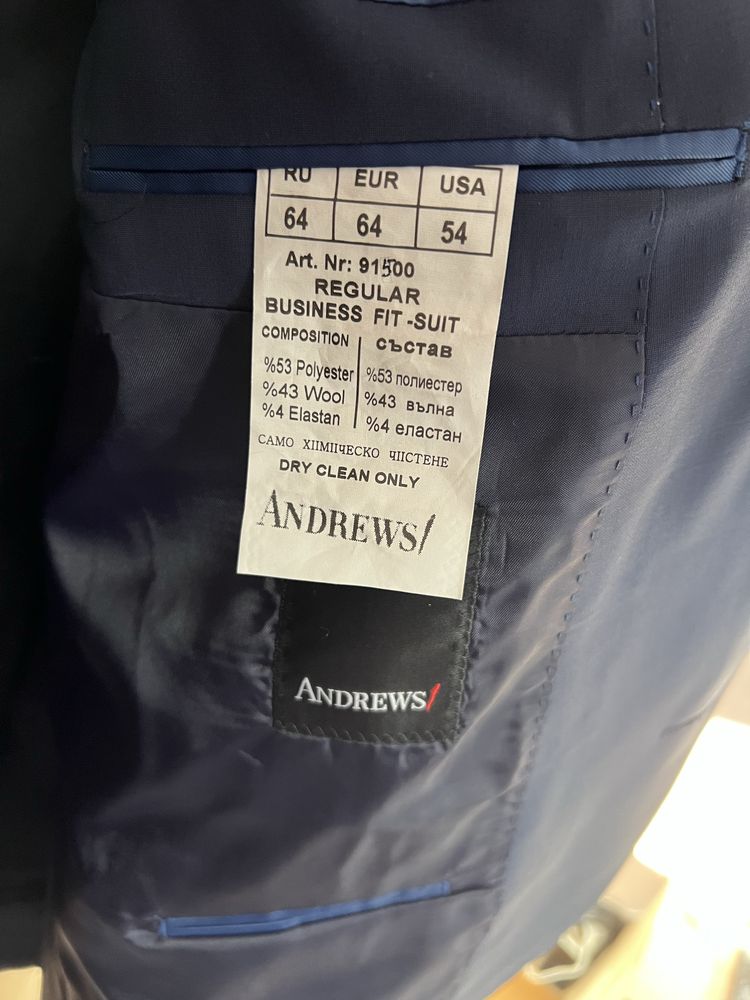 RU EUR USA
64 64 54
Art. Nr: 91500
REGULAR
BUSINESS FIT -SUIT
COMPOSITION състав
%53 Polyester %53 полиестер
%43 Wool %43 вълна
%4 Elastan %4 еластан
САМО ХІІМІІЧЕСКО ЧІІСТЕНЕ
DRY CLEAN ONLY
ANDREWS/
ANDREWS/